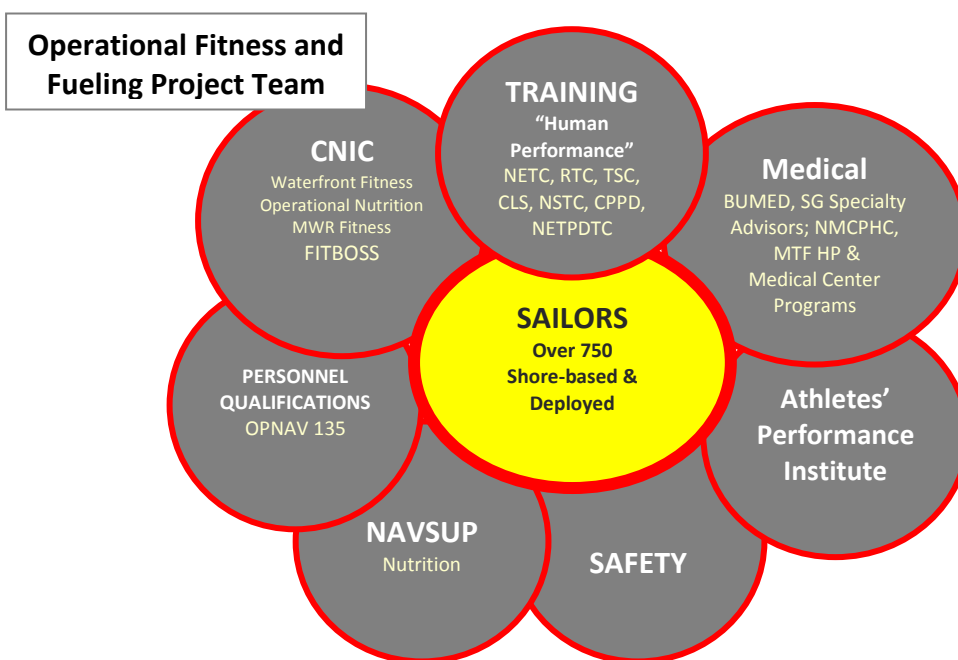 Operational Fitness and
Fueling Project Team
TRAINING
“Human
Performance”
NETC, RTC, TSC,
CLS, NSTC, CPPD,
NETPDTC
CNIC
Waterfront Fitness
Operational Nutrition
MWR Fitness
FITBOSS
Medical
BUMED, SG Specialty
Advisors; NMCPHC,
MTF HP &
Medical Center
Programs
SAILORS
Over 750
Shore-based &
Deployed
PERSONNEL
QUALIFICATIONS
OPNAV 135
Athletes’
Performance
Institute
NAVSUP
Nutrition
SAFETY